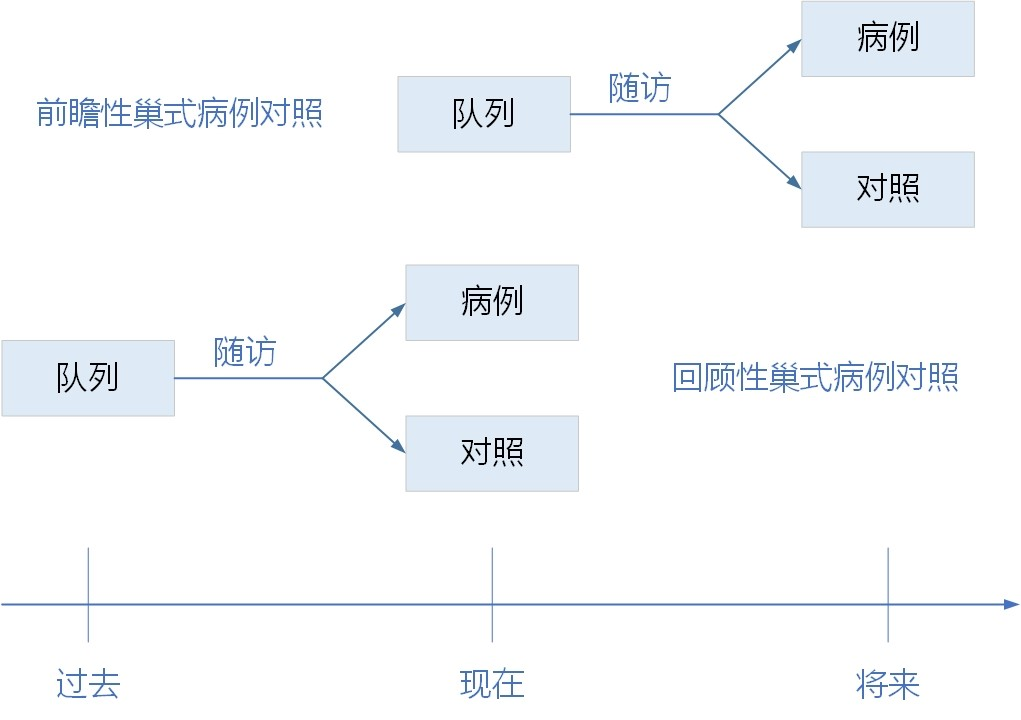 病例
随访
前瞻性巢式病例对照
队列
对照
病例
随访
队列
回顾性巢式病例对照
对照
过去
现在
将来